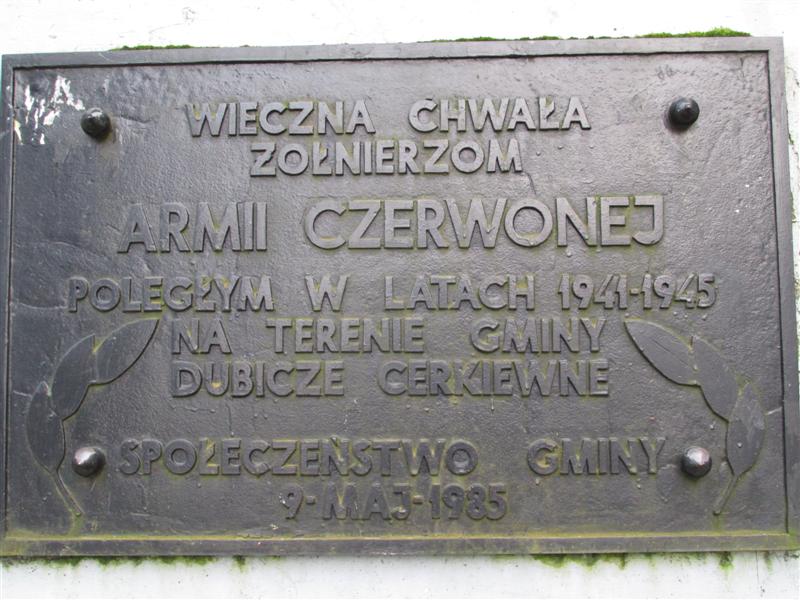 WIECZNA CHWAŁA
ŻOŁNIERZOM
ARMII CZERWONEJ
POLEGŁYM W LATACH 1941-1945
NA TERENIE GMINY
DUBICZE CERKIEWNE
SPOŁECZEŃSTWO GMINY
9-MAJ-1985